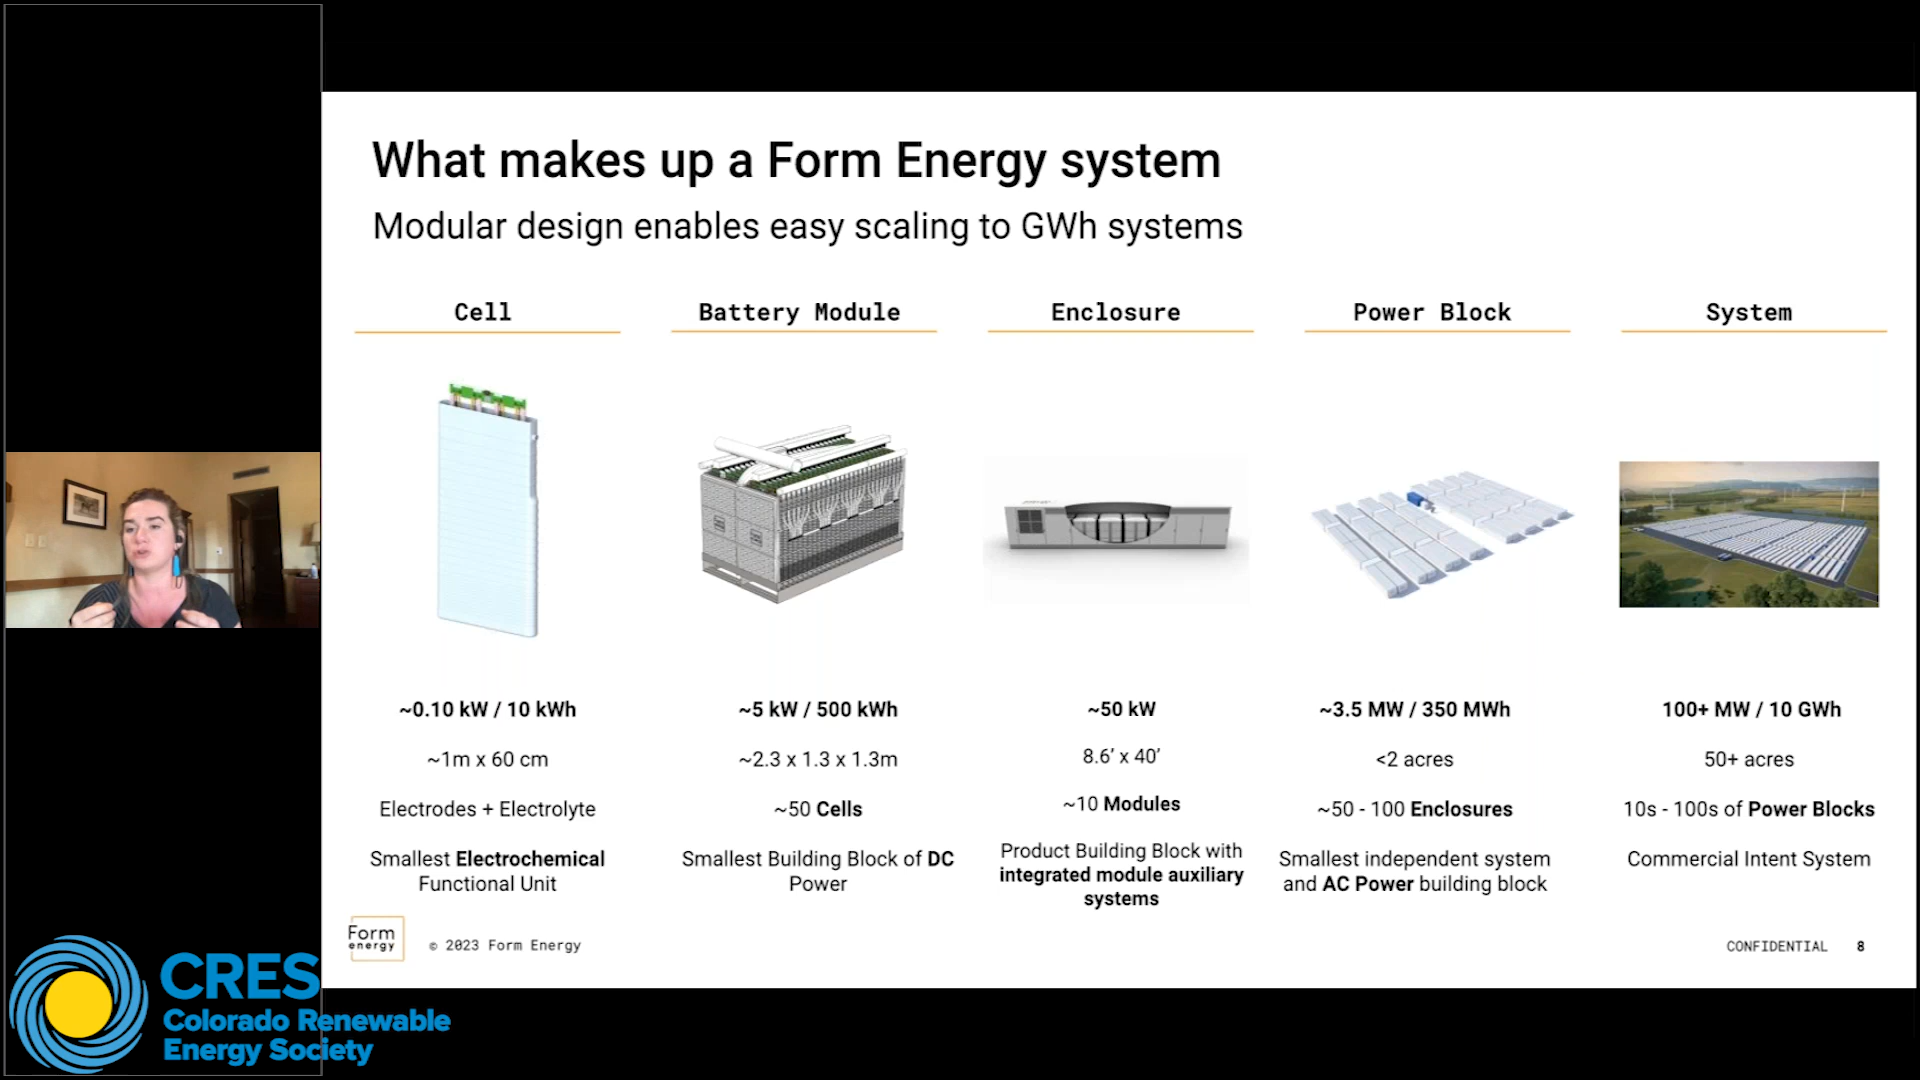 What makes up a Form Energy system
Modular design enables easy scaling to GWh systems
Cell
Battery Module
Enclosure
Power Block
System
~0.10 kW / 10 kWh
~1m x 60 cm
Electrodes + Electrolyte
Smallest Electrochemical
Functional Unit
~5 kW / 500 kWh
~2.3 x 1.3 x 1.3m
~50 Cells
Smallest Building Block of DC
Power
~50 kW
8.6’ x 40’
~10 Modules
Product Building Block with
integrated module auxiliary
systems
~3.5 MW / 350 MWh
<2 acres
~50 - 100 Enclosures
Smallest independent system
and AC Power building block
100+ MW / 10 GWh
50+ acres
10s - 100s of Power Blocks
Commercial Intent System
Form
energy
© 2023 Form Energy
CONFIDENTIAL 8
CRES
Colorado Renewable
Energy Society